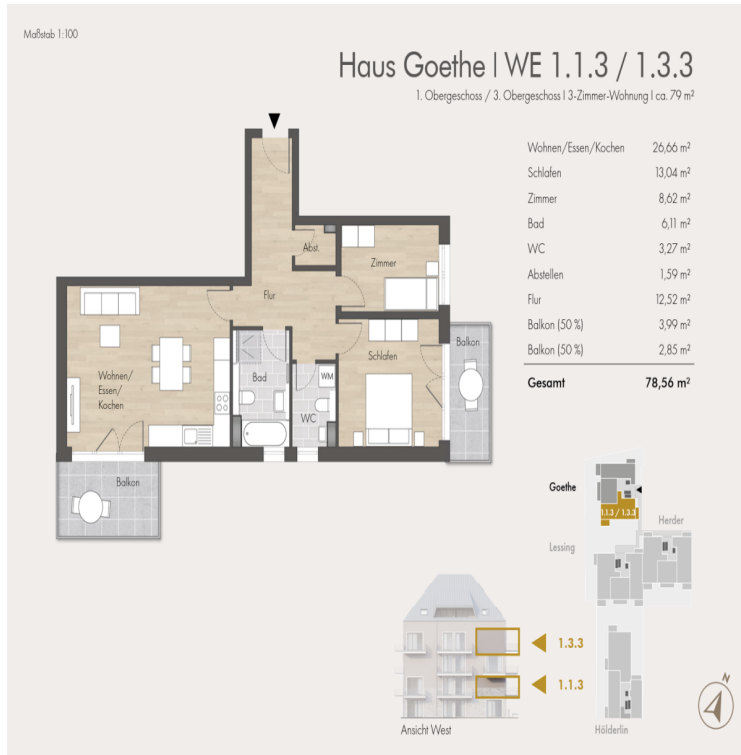 Maßstab 1:100
Haus Goethe I WE 1.1.3 / 1.3.3
1. Obergeschoss / 3. Obergeschoss I 3-Zimmer-Wohnung I ca. 79 m²
Wohnen/Essen/Kochen 26,66 m²
Schlafen 13,04 m²
Zimmer 8,62 m²
Bad 6,11 m²
WC 3,27 m²
Abstellen 1,59 m²
Flur 12,52 m²
Balkon (50 %) 3,99 m²
Balkon (50 %) 2,85 m²
Gesamt 78,56 m²
Abst.
Zimmer
Flur
Balkon
Schlafen
Wohnen/
Essen/
Kochen
Bad
WM
WC
Balkon
Goethe
1.1.3 / 1.3.3
Herder
Lessing
1.3.3
1.1.3
Ansicht West
Hölderlin
N